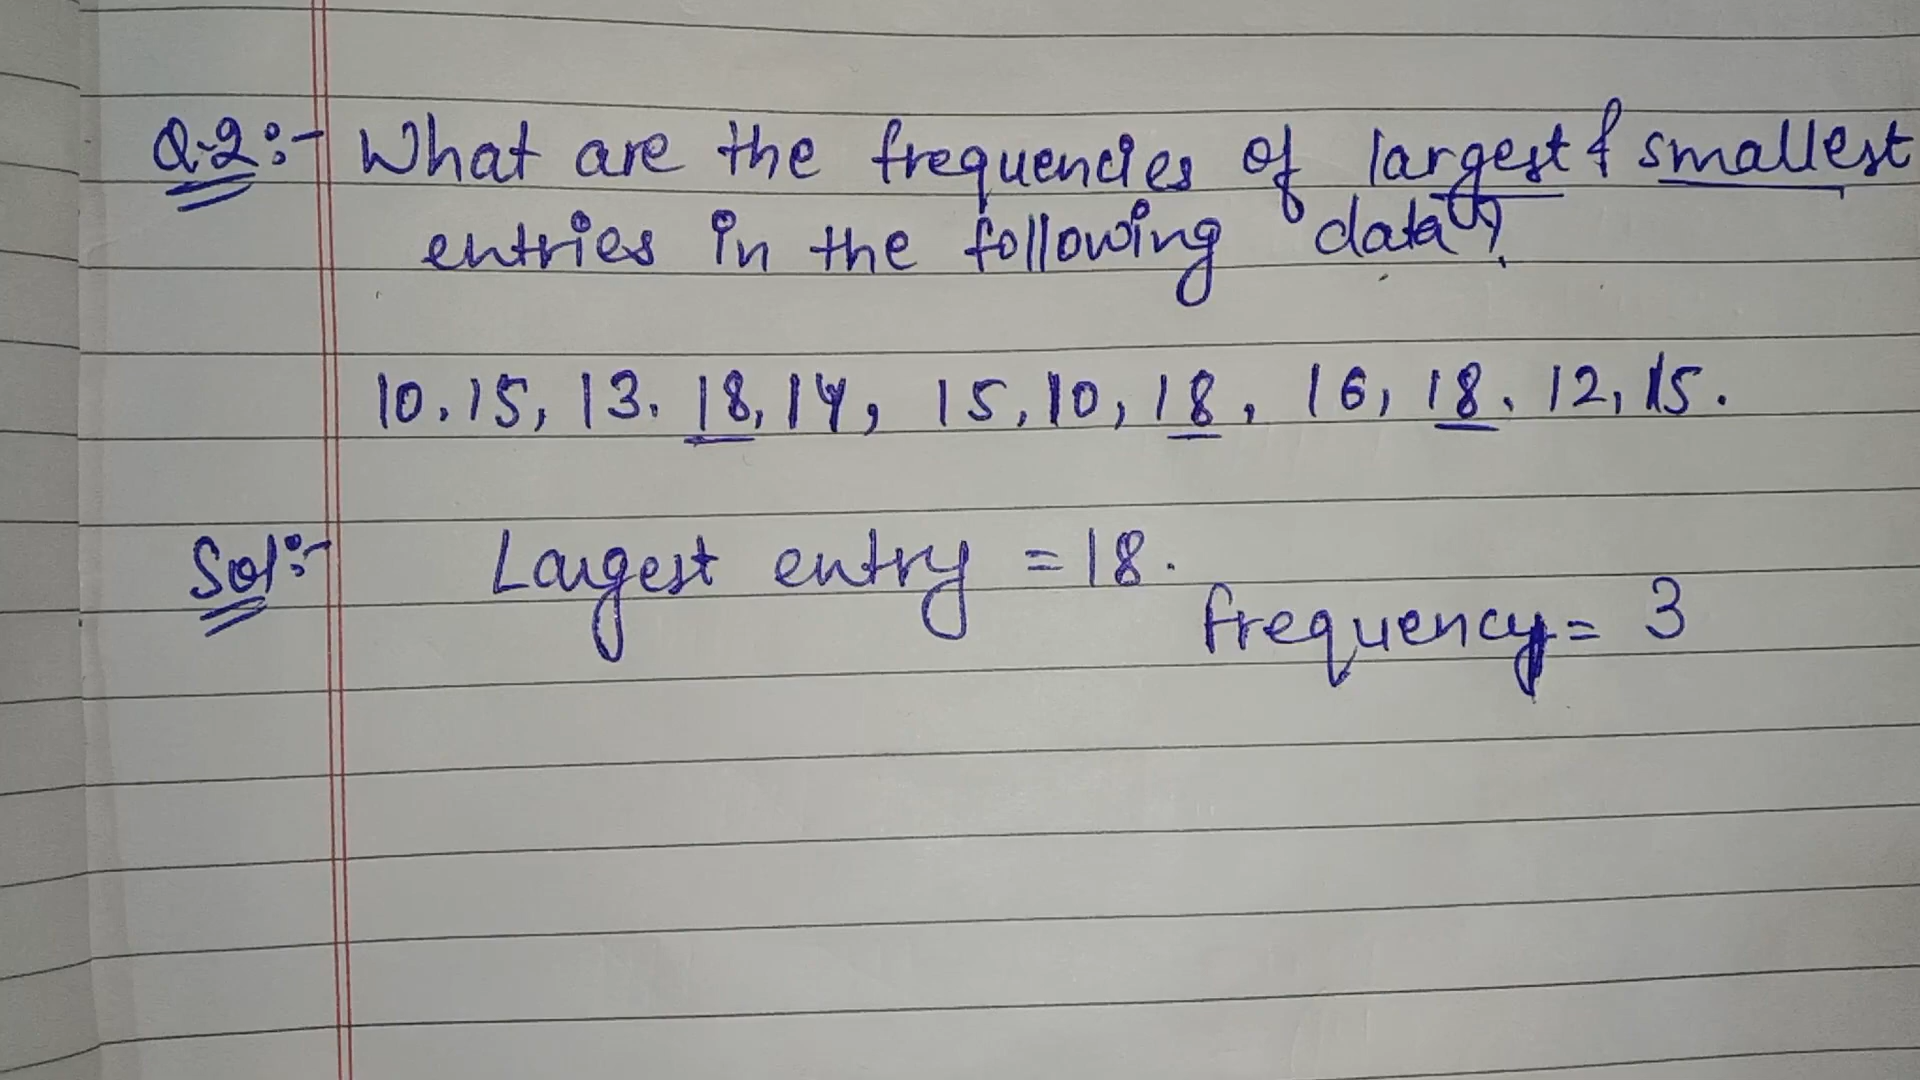 Q.2:- What are the frequencies of largest & smallest
entries in the following data?
10, 15, 13. 18, 14, 15, 10, 18, 16, 18, 12, 15.
Sol:- Largest entry = 18.
frequency = 3